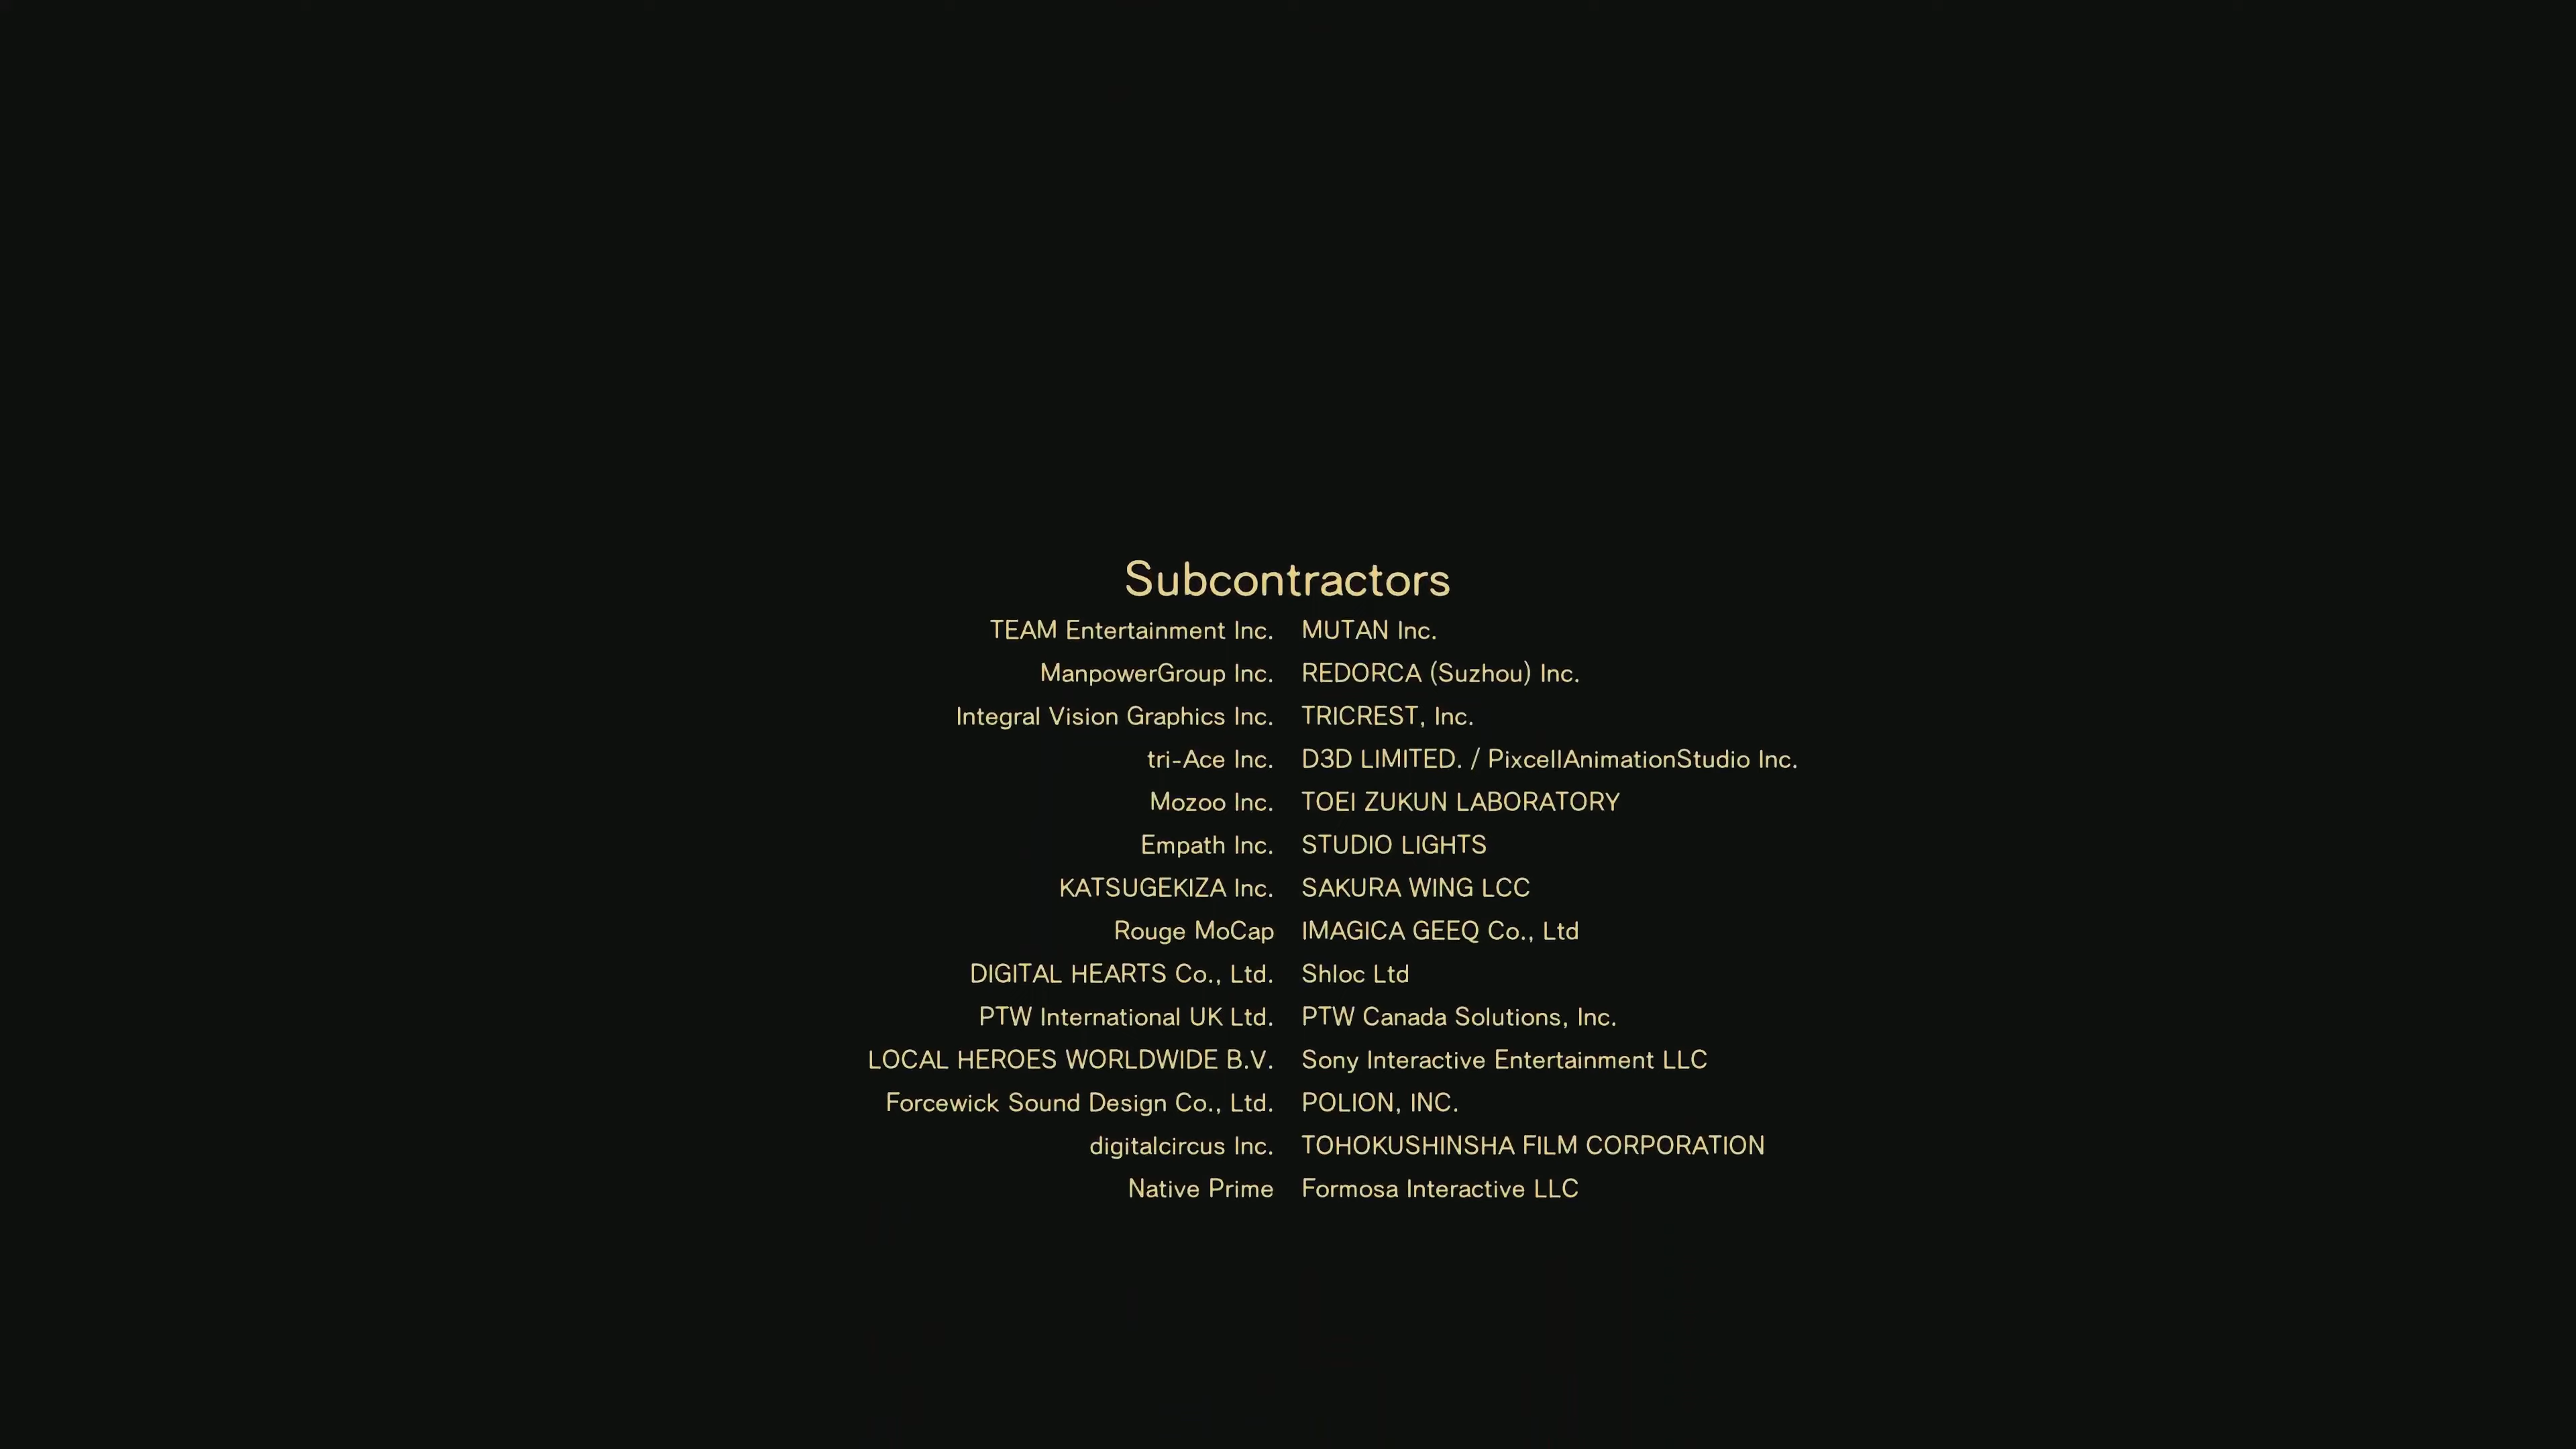 Subcontractors
TEAM Entertainment Inc. MUTAN Inc.
ManpowerGroup Inc. REDORCA (Suzhou) Inc.
Integral Vision Graphics Inc. TRICREST, Inc.
tri-Ace Inc. D3D LIMITED. / PixcellAnimationStudio Inc.
Mozoo Inc. TOEI ZUKUN LABORATORY
Empath Inc. STUDIO LIGHTS
KATSUGEKIZA Inc. SAKURA WING LCC
Rouge MoCap IMAGICA GEEQ Co., Ltd
DIGITAL HEARTS Co., Ltd. Shloc Ltd
PTW International UK Ltd. PTW Canada Solutions, Inc.
LOCAL HEROES WORLDWIDE B.V. Sony Interactive Entertainment LLC
Forcewick Sound Design Co., Ltd. POLION, INC.
digitalcircus Inc. TOHOKUSHINSHA FILM CORPORATION
Native Prime Formosa Interactive LLC